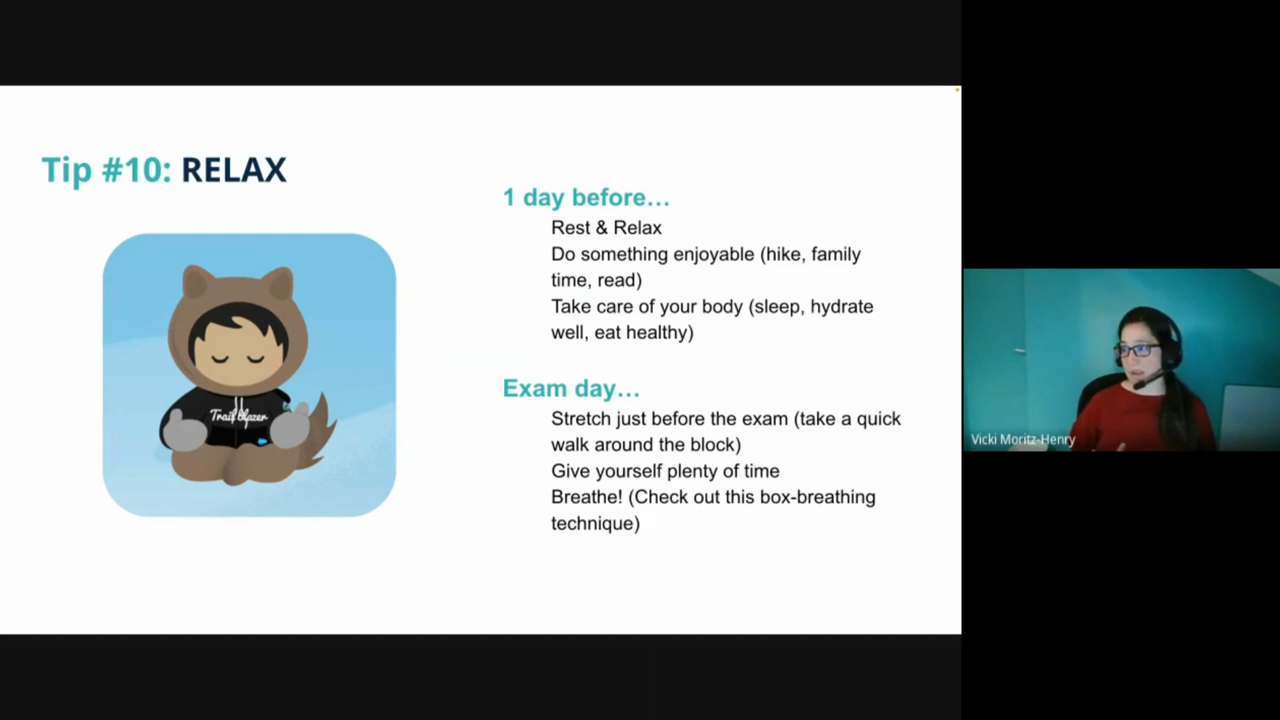 Tip #10: RELAX
1 day before…
Rest & Relax
Do something enjoyable (hike, family
time, read)
Take care of your body (sleep, hydrate
well, eat healthy)
Exam day…
Stretch just before the exam (take a quick
walk around the block)
Give yourself plenty of time
Breathe! (Check out this box-breathing
technique)
Trailblazer
Vicki Moritz-Henry